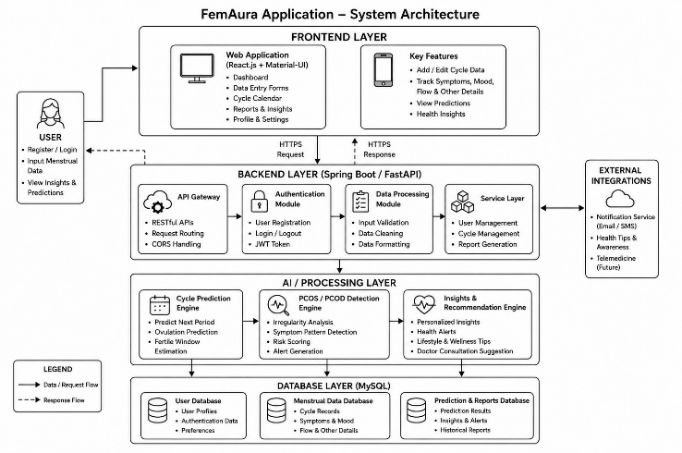 FemAura Application – System Architecture
FRONTEND LAYER
Web Application
(React.js + Material-UI)
• Dashboard
• Data Entry Forms
• Cycle Calendar
• Reports & Insights
• Profile & Settings
Key Features
• Add / Edit Cycle Data
• Track Symptoms, Mood,
Flow & Other Details
• View Predictions
• Health Insights
USER
• Register / Login
• Input Menstrual
Data
• View Insights &
Predictions
HTTPS
Request
HTTPS
Response
BACKEND LAYER (Spring Boot / FastAPI)
API Gateway
• RESTful APIs
• Request Routing
• CORS Handling
Authentication
Module
• User Registration
• Login / Logout
• JWT Token
Data Processing
Module
• Input Validation
• Data Cleaning
• Data Formatting
Service Layer
• User Management
• Cycle Management
• Report Generation
EXTERNAL
INTEGRATIONS
• Notification Service
(Email / SMS)
• Health Tips &
Awareness
• Telemedicine
(Future)
AI / PROCESSING LAYER
Cycle Prediction
Engine
• Predict Next Period
• Ovulation Prediction
• Fertile Window
Estimation
PCOS / PCOD Detection
Engine
• Irregularity Analysis
• Symptom Pattern Detection
• Risk Scoring
• Alert Generation
Insights &
Recommendation Engine
• Personalized Insights
• Health Alerts
• Lifestyle & Wellness Tips
• Doctor Consultation Suggestion
LEGEND
Data / Request Flow
Response Flow
DATABASE LAYER (MySQL)
User Database
• User Profiles
• Authentication Data
• Preferences
Menstrual Data Database
• Cycle Records
• Symptoms & Mood
• Flow & Other Details
Prediction & Reports Database
• Prediction Results
• Insights & Alerts
• Historical Reports